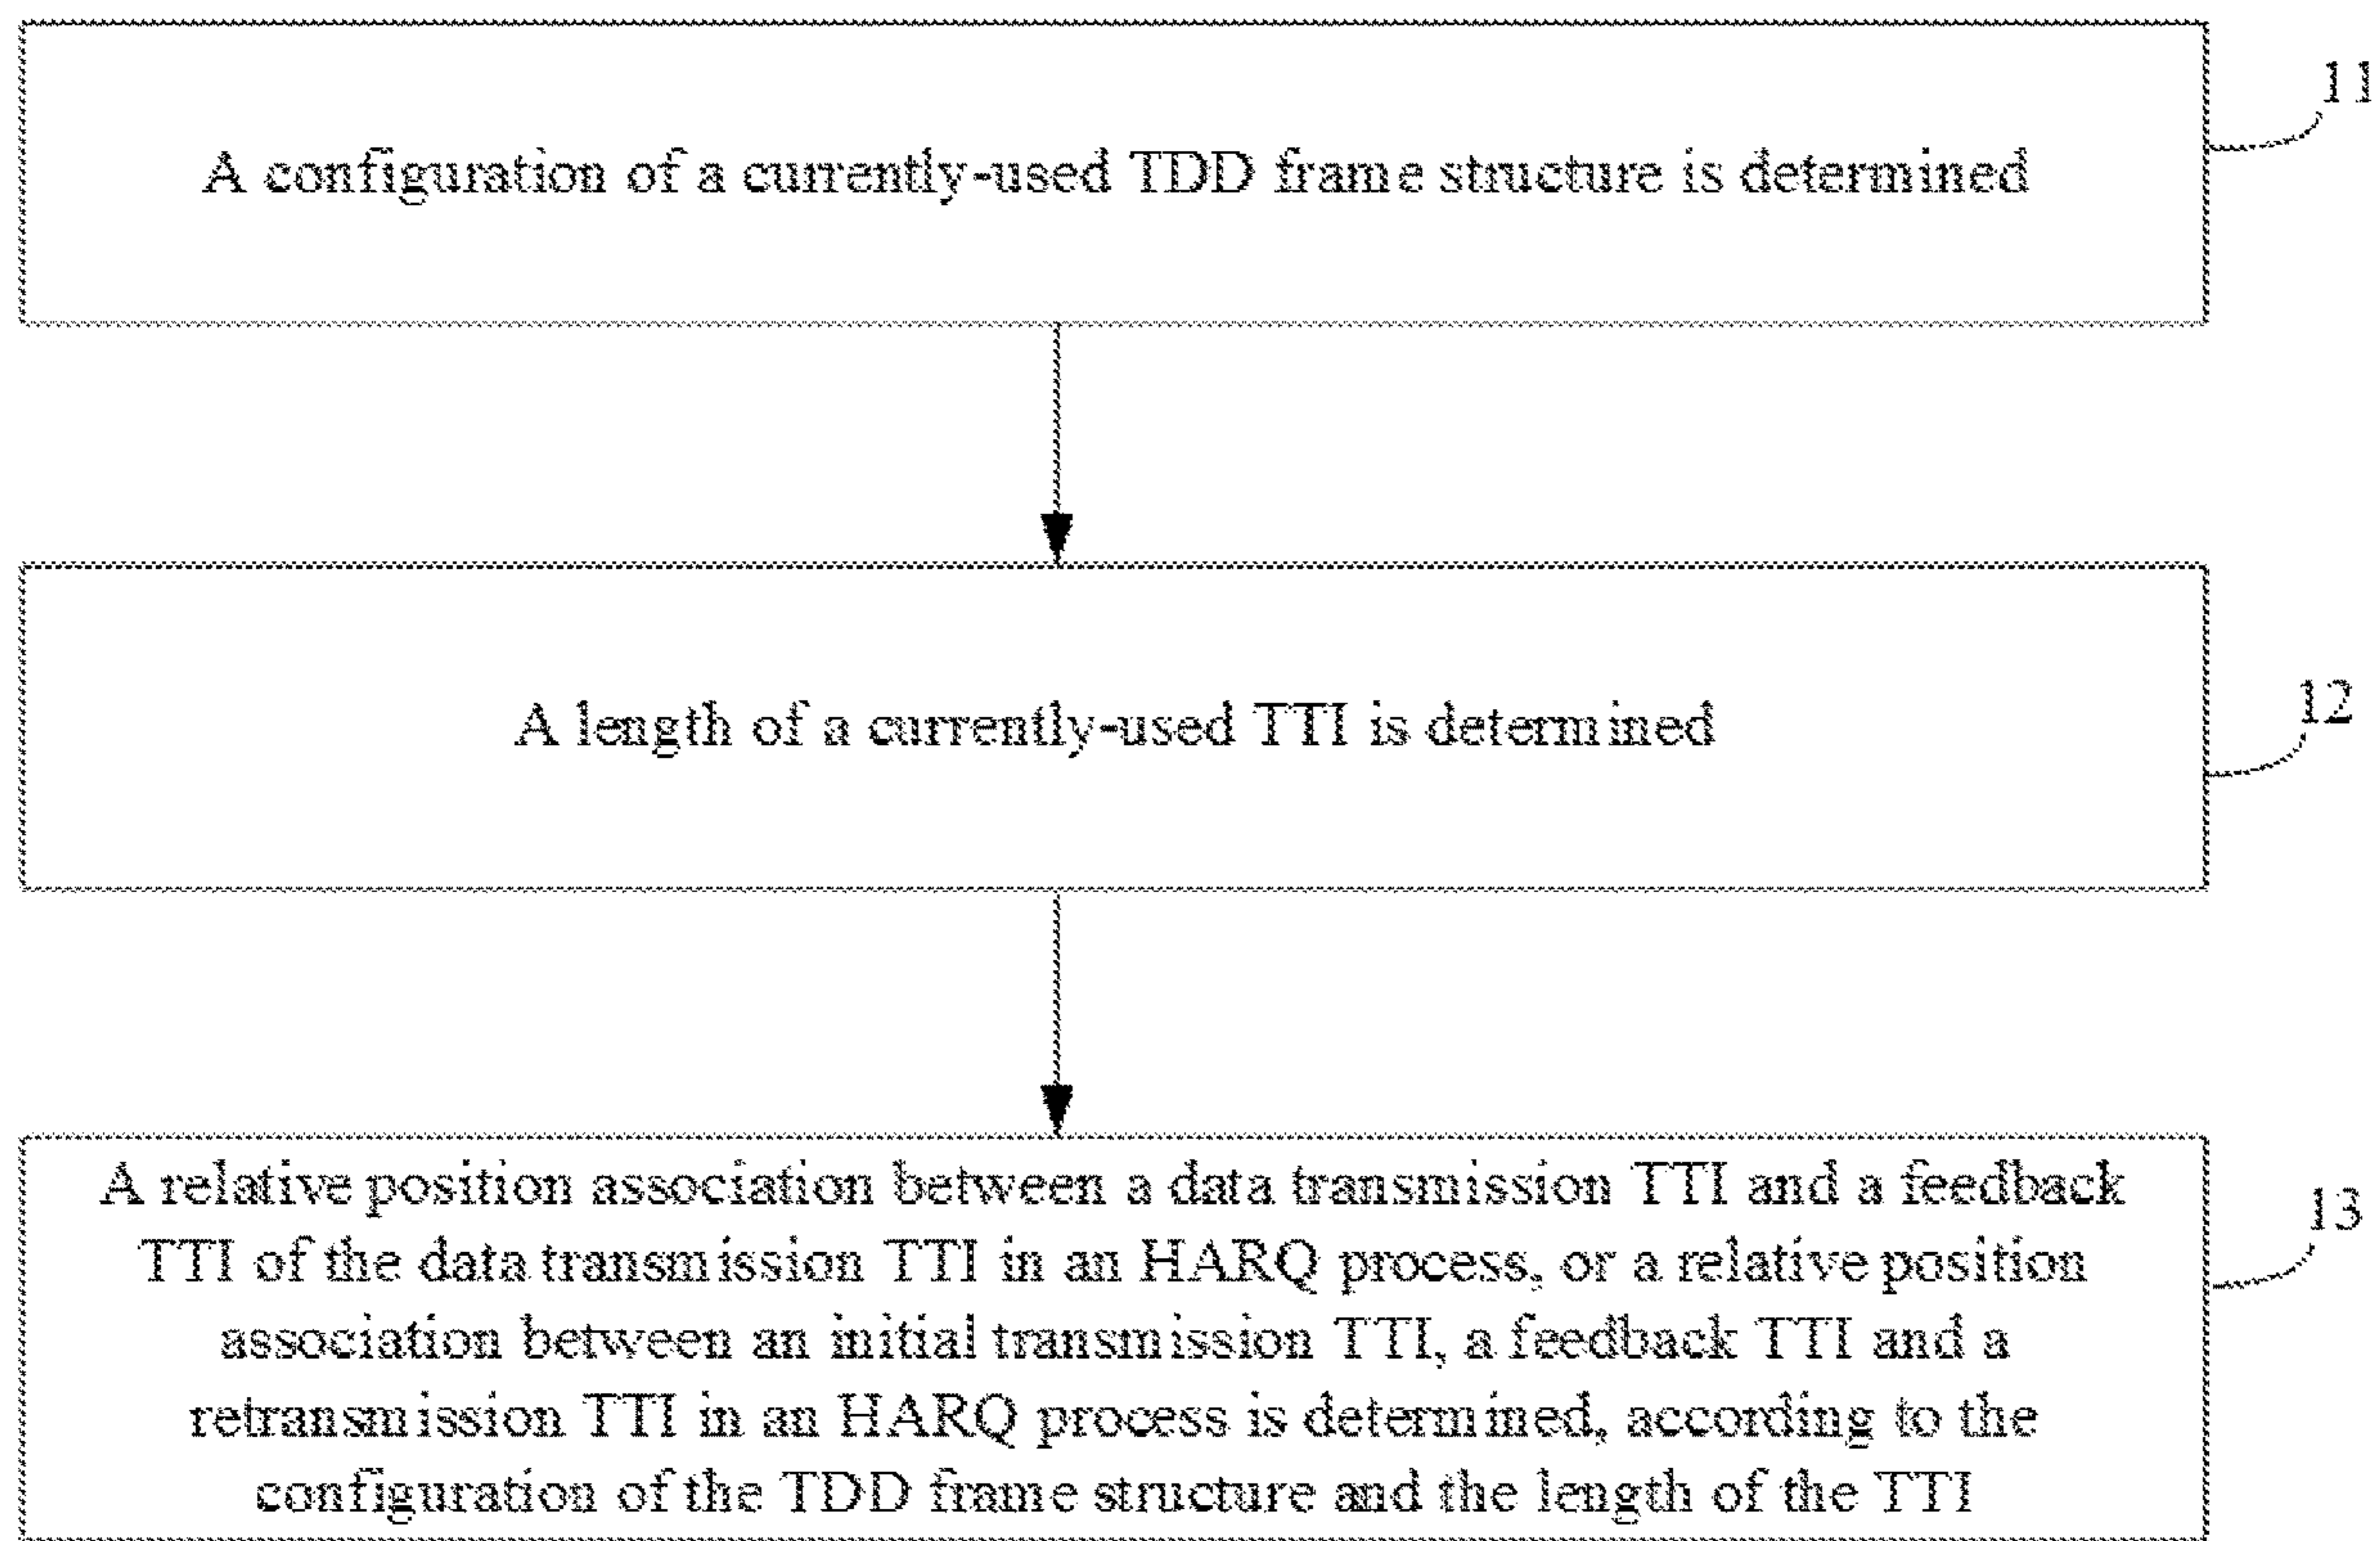 11
A configuration of a currently-used TDD frame structure is determined
12
A length of a currently-used TTI is determined
13
A relative position association between a data transmission TTI and a feedback
TTI of the data transmission TTI in an HARQ process, or a relative position
association between an initial transmission TTI, a feedback TTI and a
retransmission TTI in an HARQ process is determined, according to the
configuration of the TDD frame structure and the length of the TTI